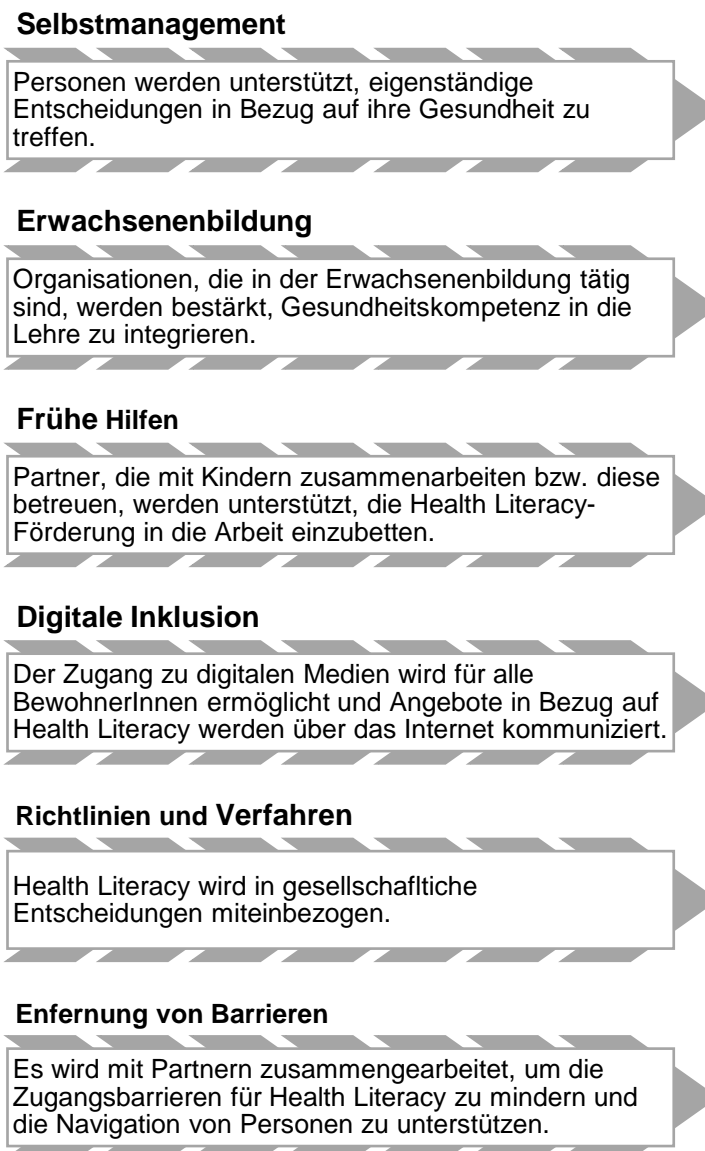 Selbstmanagement
Personen werden unterstützt, eigenständige
Entscheidungen in Bezug auf ihre Gesundheit zu
treffen.
Erwachsenenbildung
Organisationen, die in der Erwachsenenbildung tätig
sind, werden bestärkt, Gesundheitskompetenz in die
Lehre zu integrieren.
Frühe Hilfen
Partner, die mit Kindern zusammenarbeiten bzw. diese
betreuen, werden unterstützt, die Health Literacy-
Förderung in die Arbeit einzubetten.
Digitale Inklusion
Der Zugang zu digitalen Medien wird für alle
BewohnerInnen ermöglicht und Angebote in Bezug auf
Health Literacy werden über das Internet kommuniziert.
Richtlinien und Verfahren
Health Literacy wird in gesellschafltiche
Entscheidungen miteinbezogen.
Enfernung von Barrieren
Es wird mit Partnern zusammengearbeitet, um die
Zugangsbarrieren für Health Literacy zu mindern und
die Navigation von Personen zu unterstützen.